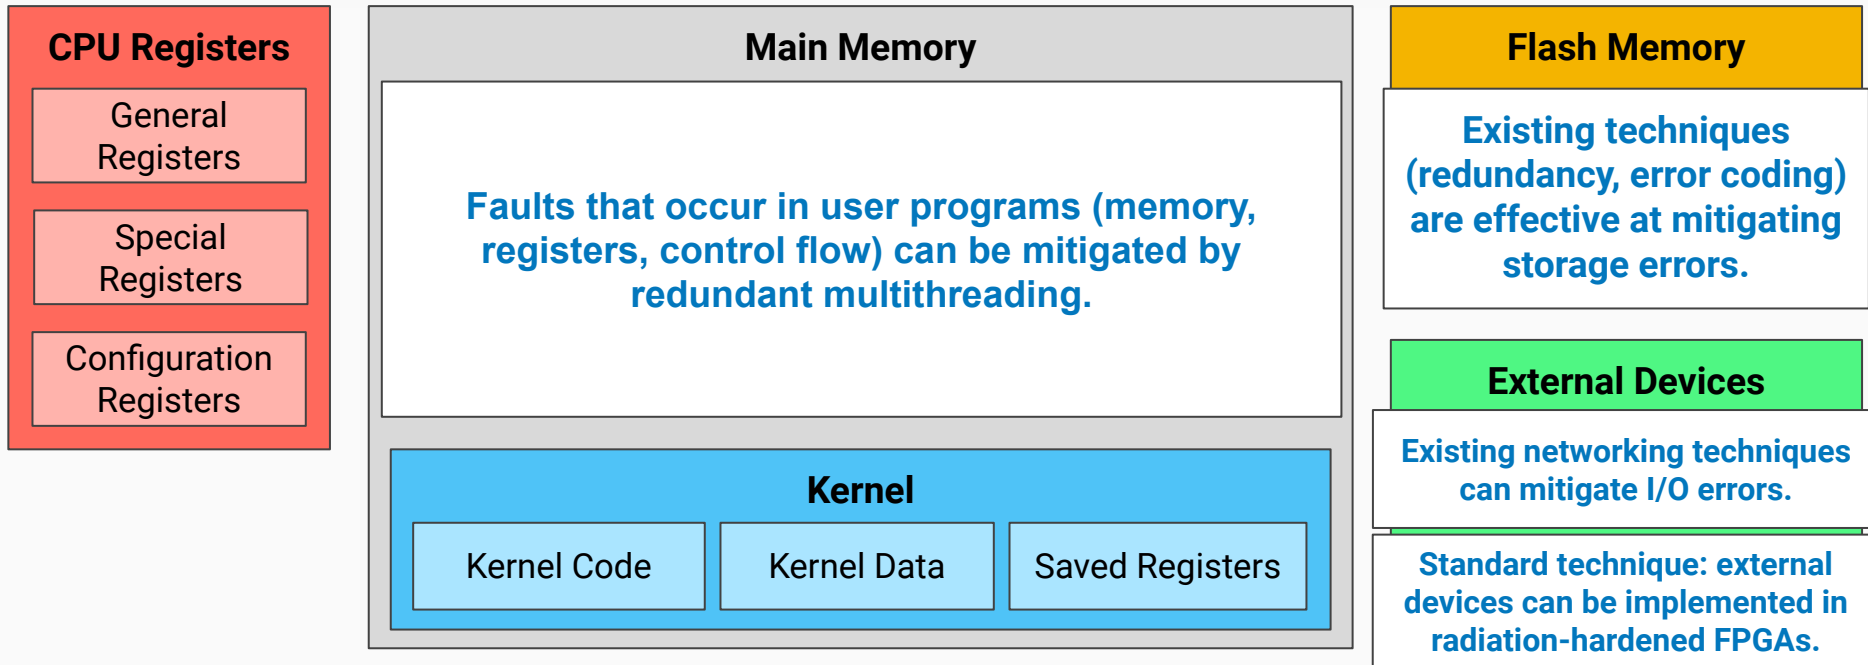 CPU Registers
General
Registers
Special
Registers
Configuration
Registers
Main Memory
Faults that occur in user programs (memory,
registers, control flow) can be mitigated by
redundant multithreading.
Kernel
Kernel Code
Kernel Data
Saved Registers
Flash Memory
Existing techniques
(redundancy, error coding)
are effective at mitigating
storage errors.
External Devices
Existing networking techniques
can mitigate I/O errors.
Standard technique: external
devices can be implemented in
radiation-hardened FPGAs.